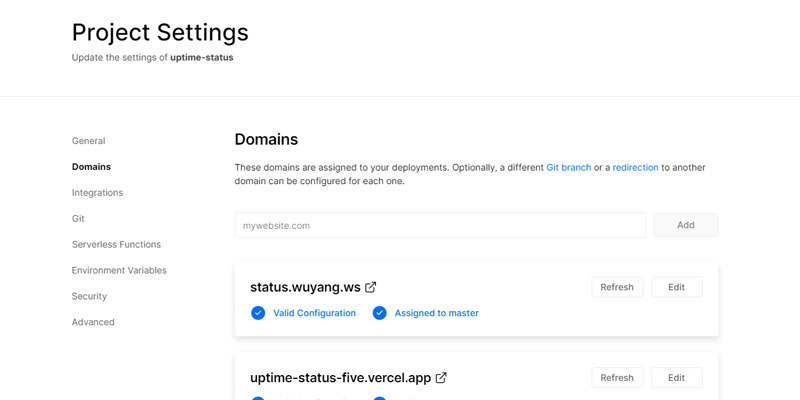 Project Settings
Update the settings of uptime-status
General
Domains
Integrations
Git
Serverless Functions
Environment Variables
Security
Advanced
Domains
These domains are assigned to your deployments. Optionally, a different Git branch or a redirection to another
domain can be configured for each one.
mywebsite.com
Add
status.wuyang.ws
Refresh
Edit
Valid Configuration
Assigned to master
uptime-status-five.vercel.app
Refresh
Edit